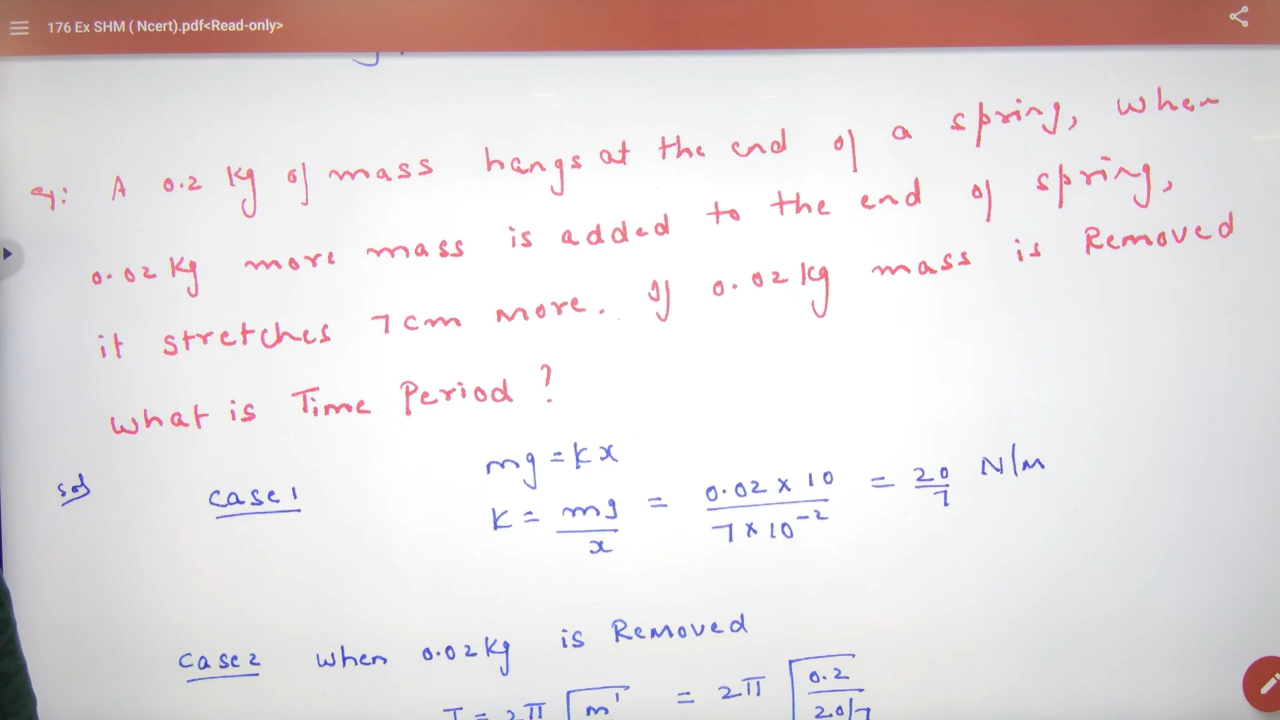 176 Ex SHM ( Ncert).pdf<Read-only>
Q: A 0.2 kg of mass hangs at the end of a spring, when
0.02 kg more mass is added to the end of spring,
it stretches 7cm more. If 0.02 kg mass is Removed
what is Time Period ?
Sol Case 1 mg = kx
K = mg/x = 0.02 x 10 / 7 x 10⁻² = 20/7 N/m
Case 2 when 0.02 kg is Removed
T = 2π √m/ = 2π √0.2/20/7